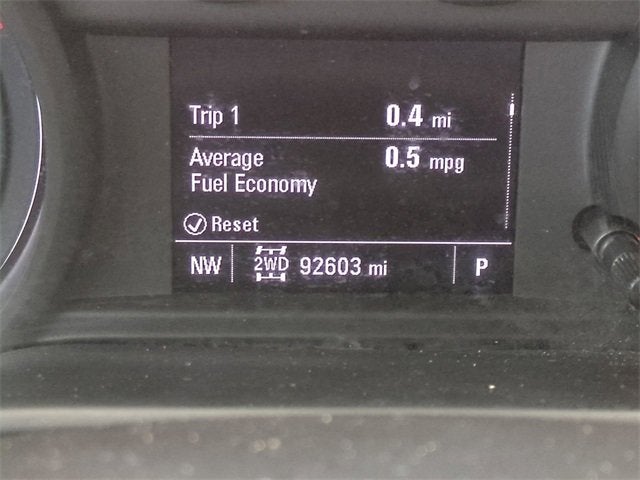 Trip 1 0.4 mi
Average 0.5 mpg
Fuel Economy
Reset
NW 2WD 92603 mi P